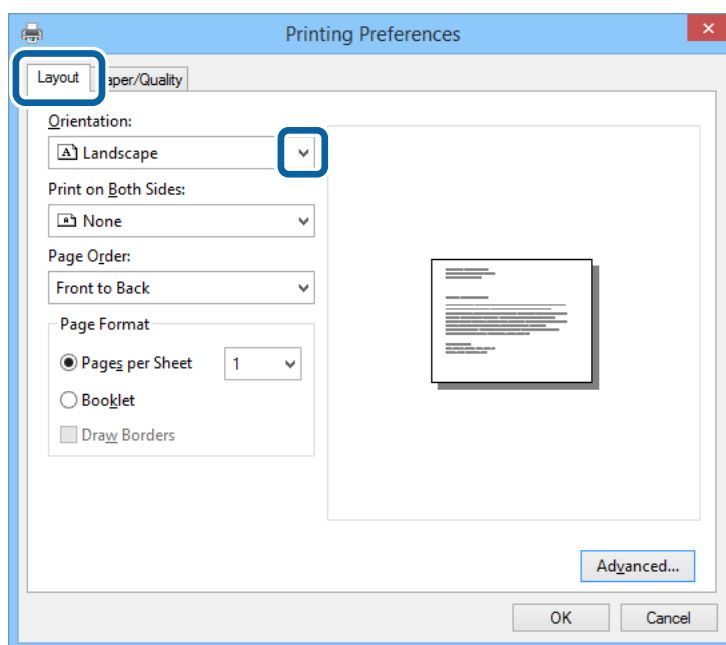 Printing Preferences
Layout
aper/Quality
Orientation:
A Landscape
Print on Both Sides:
None
Page Order:
Front to Back
Page Format
Pages per Sheet 1
Booklet
Draw Borders
Advanced...
OK Cancel